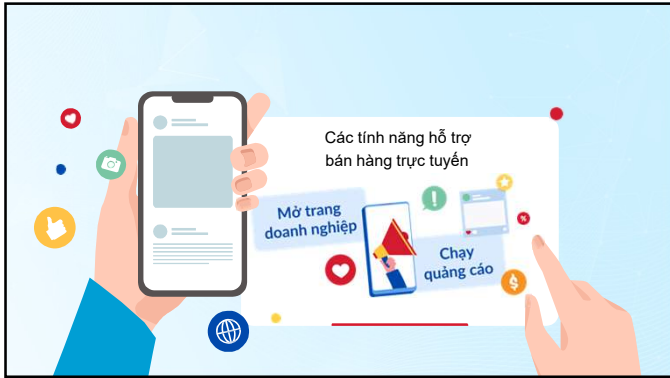 Các tính năng hỗ trợ
bán hàng trực tuyến
Mở trang
doanh nghiệp
Chạy
quảng cáo